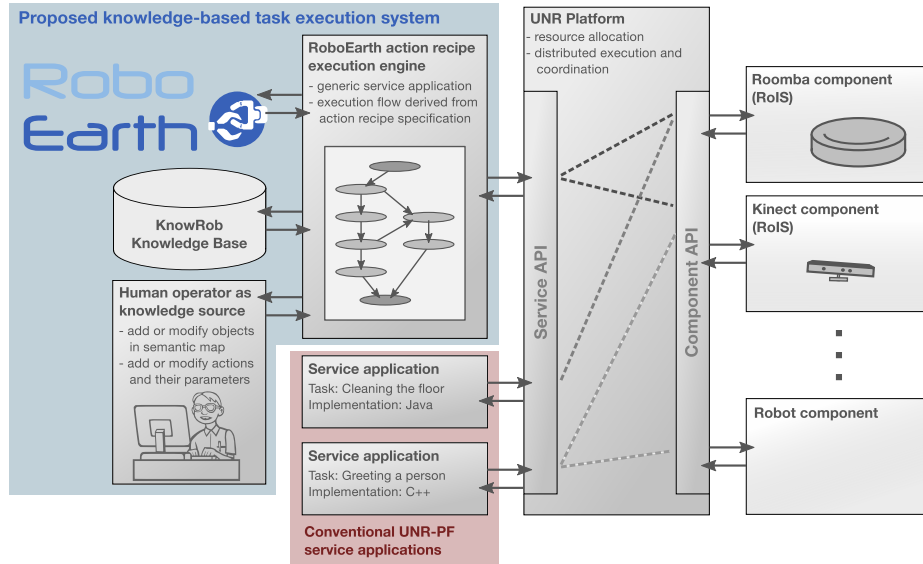 Proposed knowledge-based task execution system
Robo
Earth
RoboEarth action recipe
execution engine
- generic service application
- execution flow derived from
action recipe specification
KnowRob
Knowledge Base
Human operator as
knowledge source
- add or modify objects
in semantic map
- add or modify actions
and their parameters
Service application
Task: Cleaning the floor
Implementation: Java
Service application
Task: Greeting a person
Implementation: C++
Conventional UNR-PF
service applications
UNR Platform
- resource allocation
- distributed execution and
coordination
Service API
Component API
Roomba component
(RoIS)
Kinect component
(RoIS)
Robot component